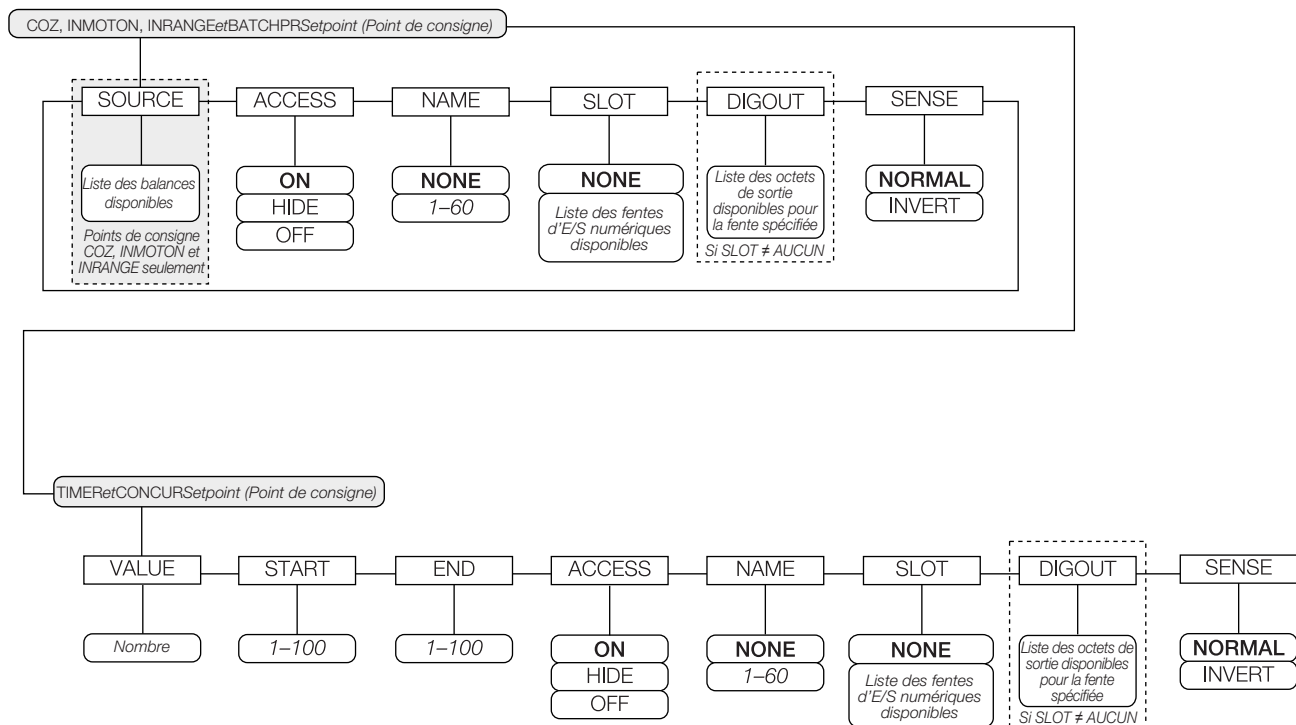 COZ, INMOTON, INRANGEetBATCHPRSetpoint (Point de consigne)
SOURCE
ACCESS
NAME
SLOT
DIGOUT
SENSE
Liste des balances
disponibles
Points de consigne
COZ, INMOTON et
INRANGE seulement
ON
HIDE
OFF
NONE
1–60
NONE
Liste des fentes
d'E/S numériques
disponibles
Liste des octets
de sortie
disponibles pour
la fente spécifiée
Si SLOT ≠ AUCUN
NORMAL
INVERT
TIMERetCONCURSetpoint (Point de consigne)
VALUE
START
END
ACCESS
NAME
SLOT
DIGOUT
SENSE
Nombre
1–100
1–100
ON
HIDE
OFF
NONE
1–60
NONE
Liste des fentes
d'E/S numériques
disponibles
Liste des octets de
sortie disponibles
pour la fente
spécifiée
Si SLOT ≠ AUCUN
NORMAL
INVERT